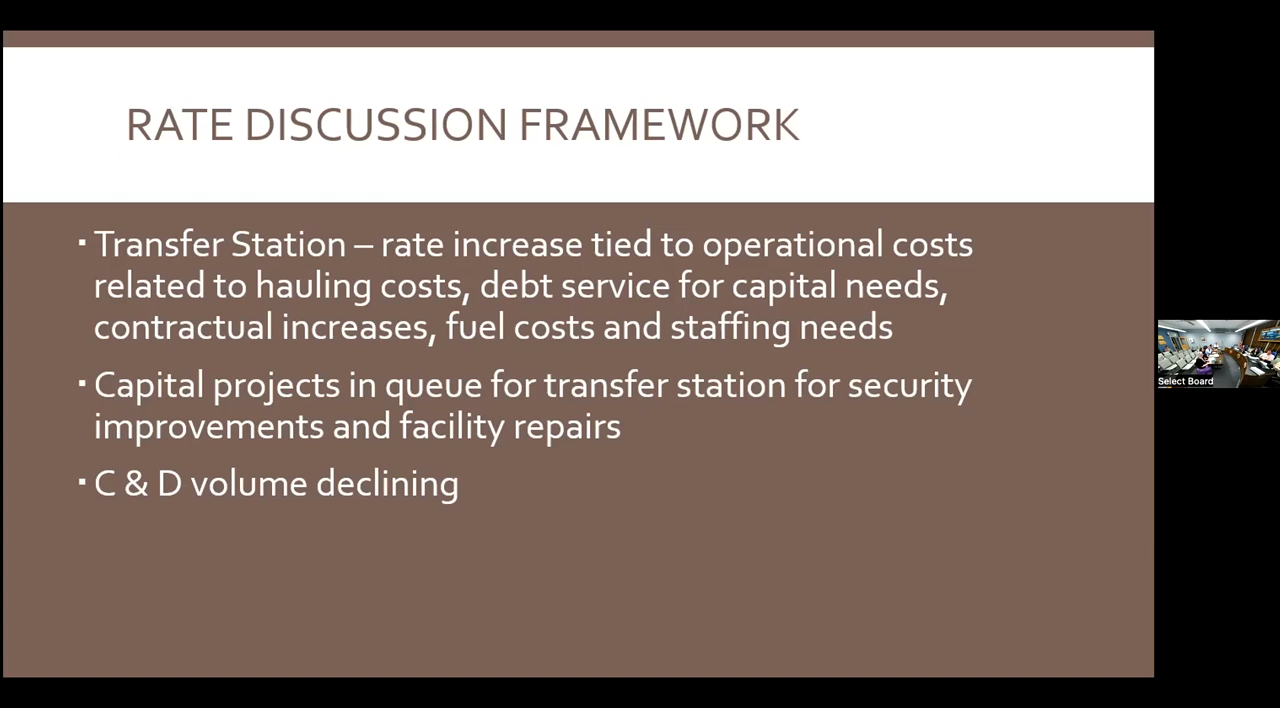 RATE DISCUSSION FRAMEWORK
▪ Transfer Station – rate increase tied to operational costs
related to hauling costs, debt service for capital needs,
contractual increases, fuel costs and staffing needs
▪ Capital projects in queue for transfer station for security
improvements and facility repairs
▪ C & D volume declining
Select Board